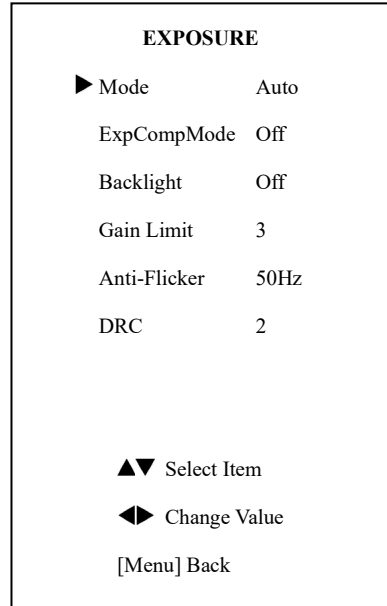 EXPOSURE
▶ Mode Auto
ExpCompMode Off
Backlight Off
Gain Limit 3
Anti-Flicker 50Hz
DRC 2
▲▼ Select Item
◀▶ Change Value
[Menu] Back